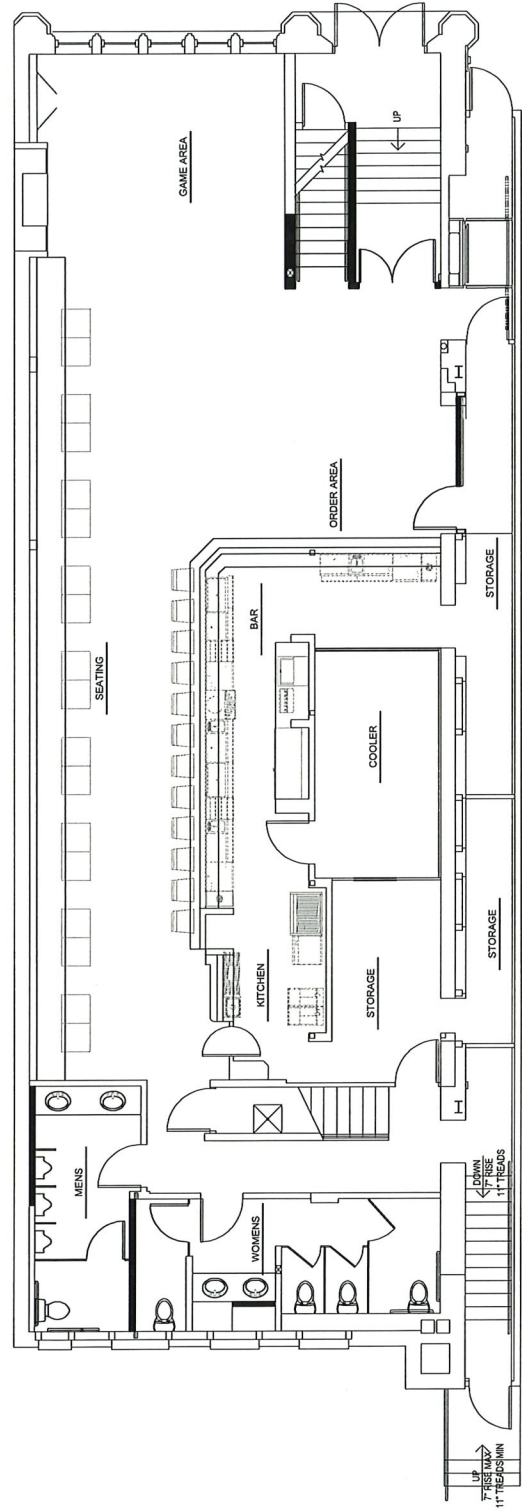 GAME AREA
UP
SEATING
ORDER AREA
BAR
STORAGE
COOLER
KITCHEN
STORAGE
STORAGE
MENS
WOMENS
DOWN
7" RISE
11" TREADS
UP
7" RISE MAX
11" TREADS MIN